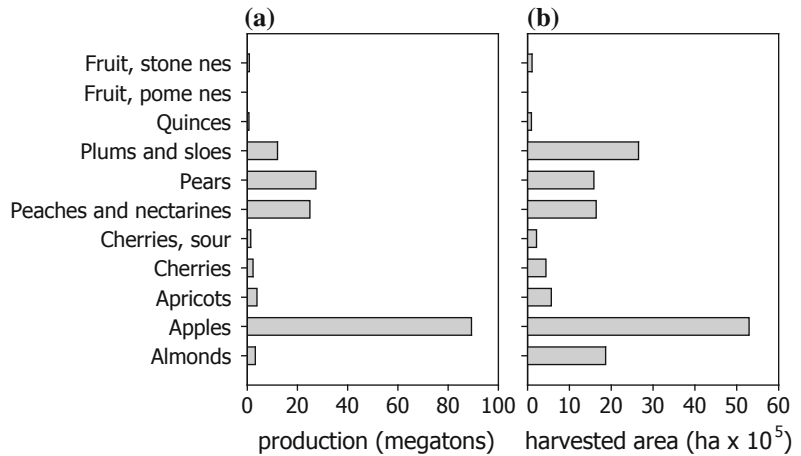 (a)
(b)
Fruit, stone nes
Fruit, pome nes
Quinces
Plums and sloes
Pears
Peaches and nectarines
Cherries, sour
Cherries
Apricots
Apples
Almonds
0 20 40 60 80 100
0 10 20 30 40 50 60
production (megatons)
harvested area (ha x 10⁵)